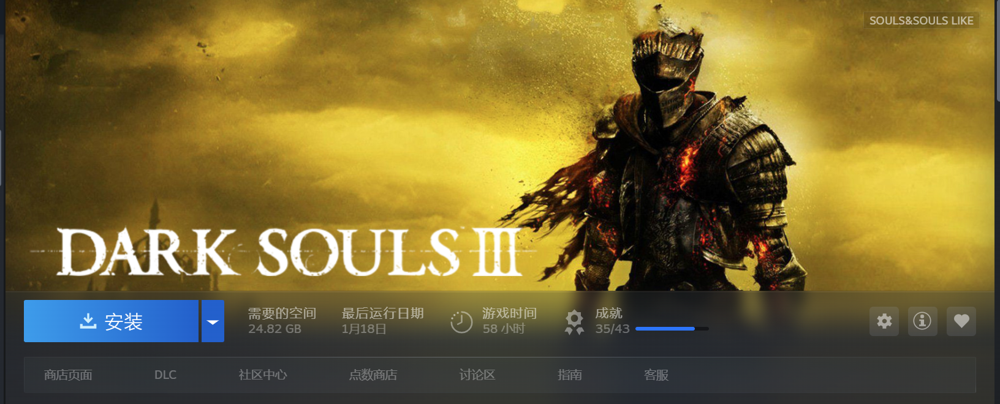 SOULS&SOULS LIKE
DARK SOULS III
安装
需要的空间
24.82 GB
最后运行日期
1月18日
游戏时间
58 小时
成就
35/43
商店页面
DLC
社区中心
点数商店
讨论区
指南
客服